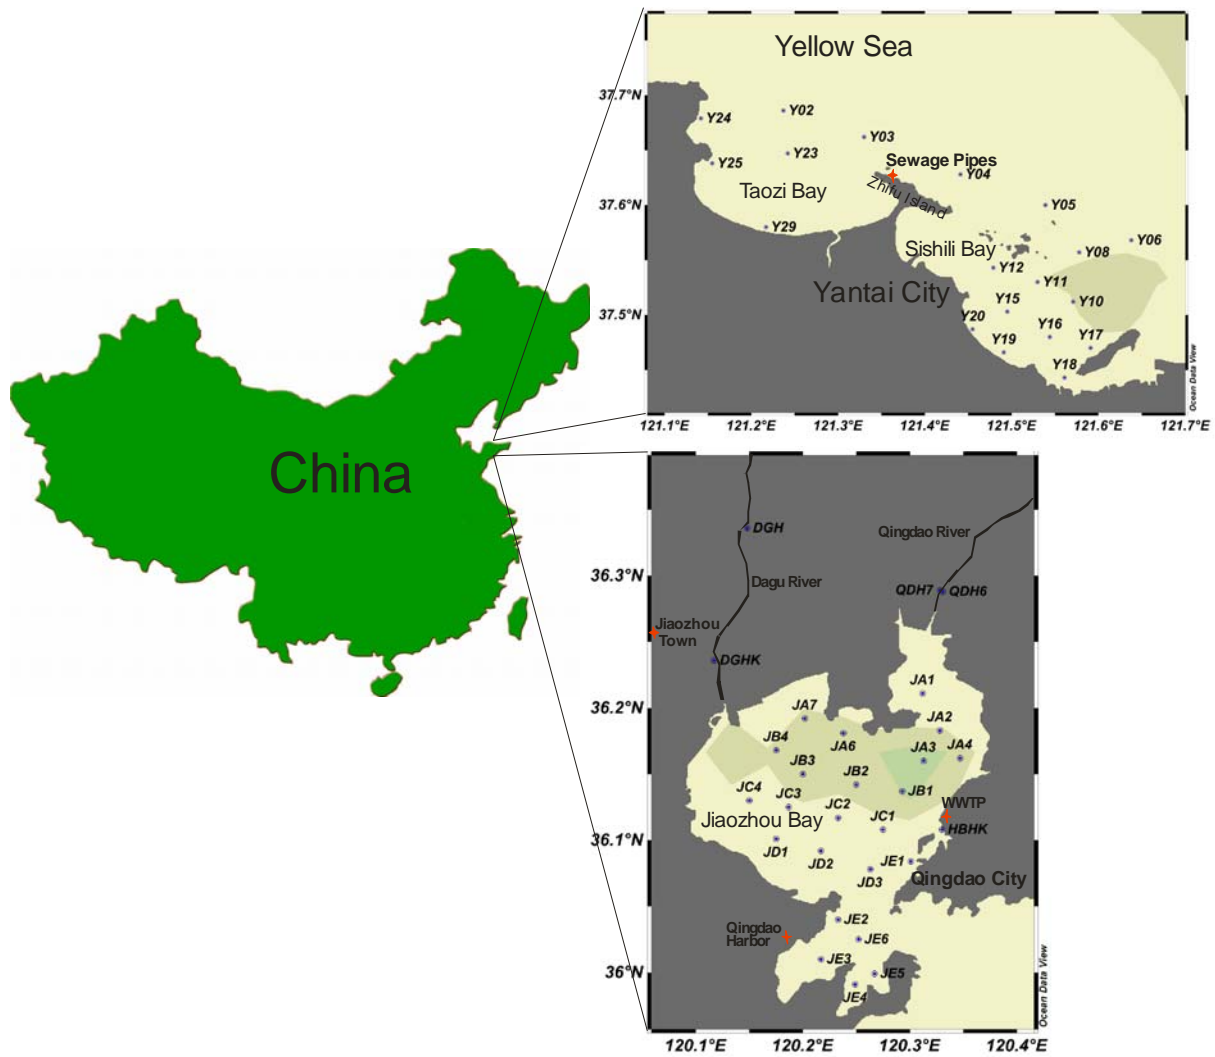 China
Yellow Sea
37.7°N
37.6°N
37.5°N
Y24
Y02
Y03
Y23
Y25
Sewage Pipes
Y04
Zhifu Island
Taozi Bay
Y05
Y29
Sishili Bay
Y06
Y08
Y12
Y11
Yantai City
Y15
Y10
Y20
Y16
Y17
Y19
Y18
Ocean Data View
121.1°E
121.2°E
121.3°E
121.4°E
121.5°E
121.6°E
121.7°E
DGH
Qingdao River
36.3°N
Dagu River
QDH7
QDH6
Jiaozhou
Town
DGHK
JA1
36.2°N
JA7
JA2
JB4
JA6
JA3
JA4
JB3
JB2
JC4
JC3
JB1
JC2
WWTP
Jiaozhou Bay
JC1
HBHK
36.1°N
JD1
JD2
JE1
JD3
Qingdao City
JE2
Qingdao
Harbor
JE6
JE3
36°N
JE5
JE4
Ocean Data View
120.1°E
120.2°E
120.3°E
120.4°E